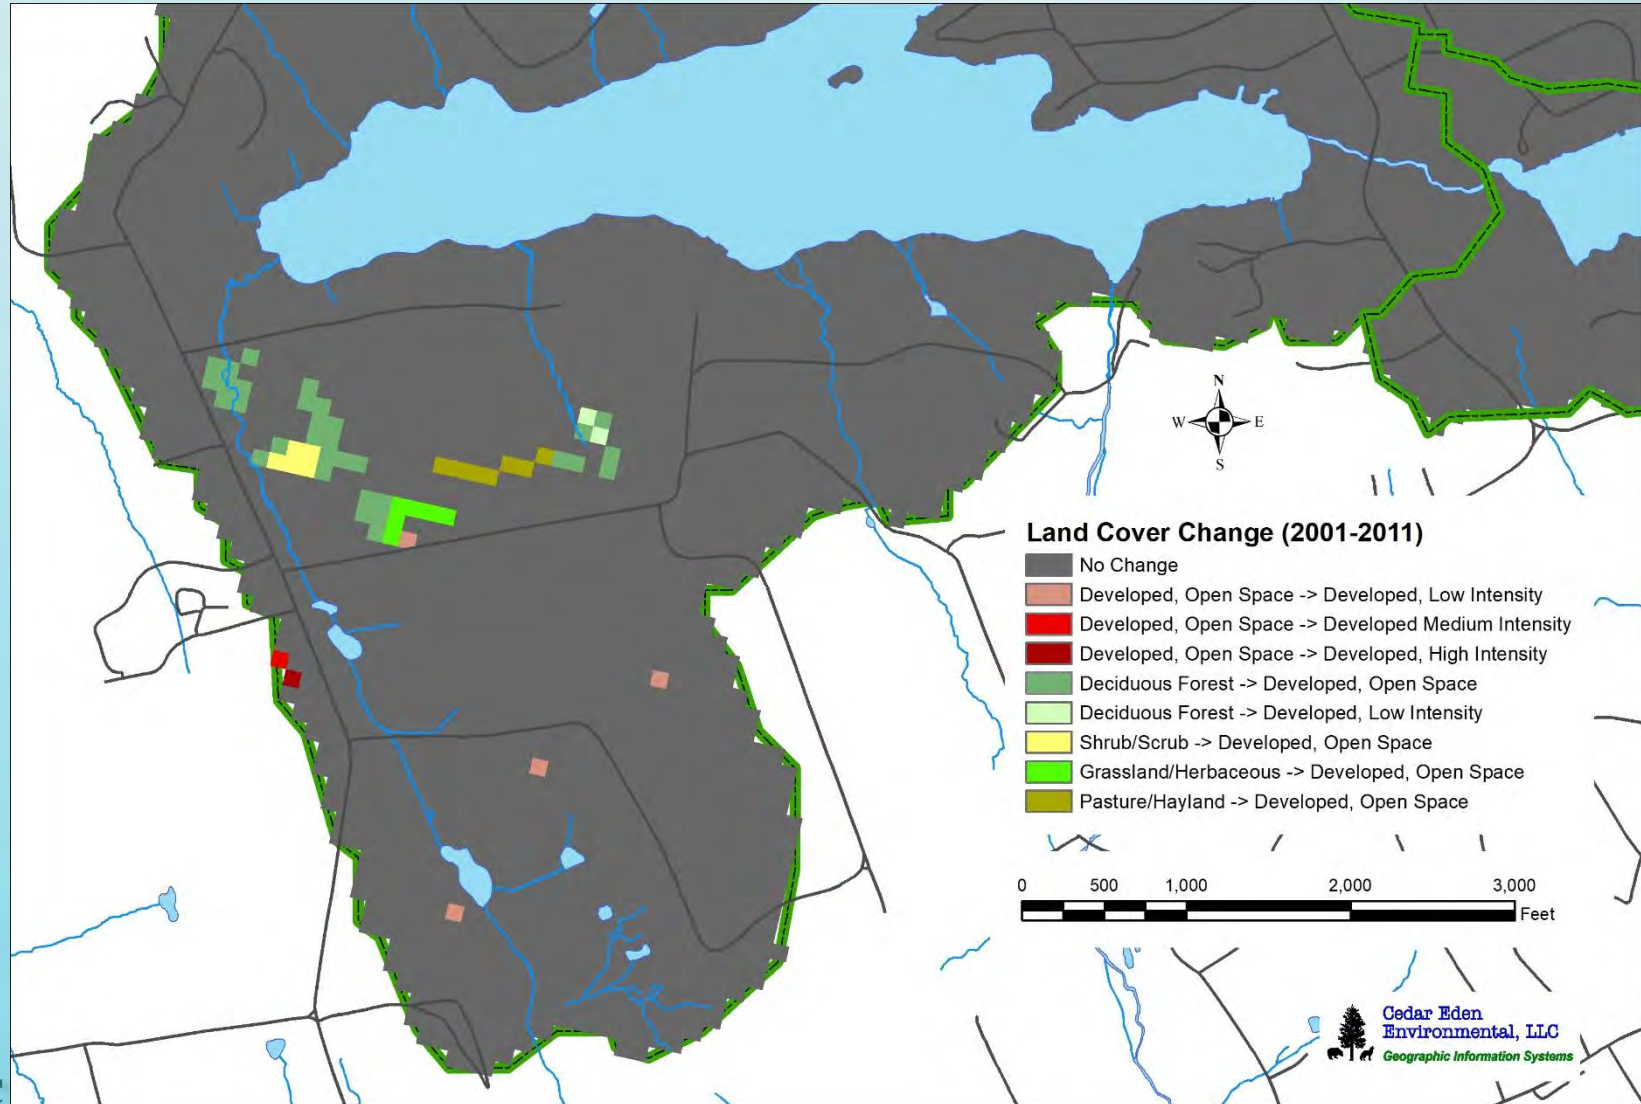 N
W E
S
Land Cover Change (2001-2011)
No Change
Developed, Open Space -> Developed, Low Intensity
Developed, Open Space -> Developed Medium Intensity
Developed, Open Space -> Developed, High Intensity
Deciduous Forest -> Developed, Open Space
Deciduous Forest -> Developed, Low Intensity
Shrub/Scrub -> Developed, Open Space
Grassland/Herbaceous -> Developed, Open Space
Pasture/Hayland -> Developed, Open Space
0 500 1,000 2,000 3,000
Feet
Cedar Eden
Environmental, LLC
Geographic Information Systems